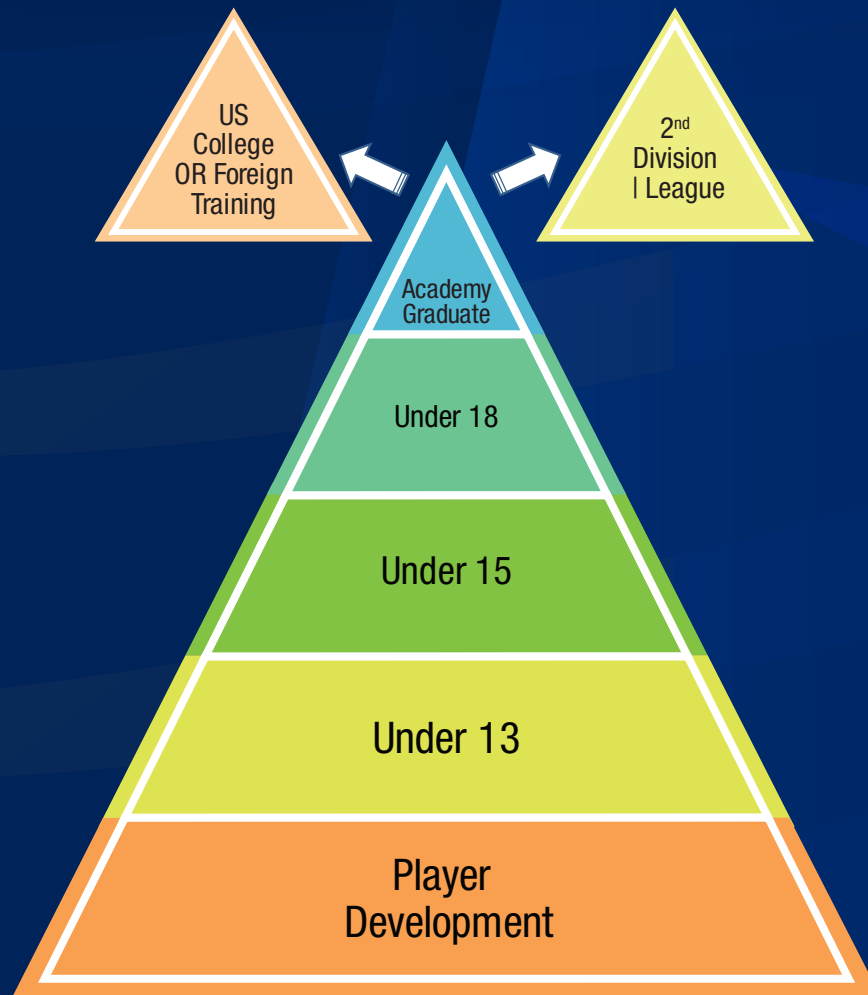 US
College
OR Foreign
Training
2nd
Division
I League
Academy
Graduate
Under 18
Under 15
Under 13
Player
Development